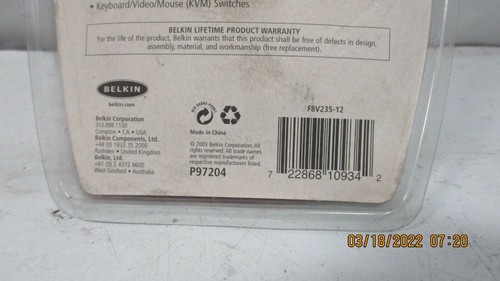 • Keyboard/Video/Mouse (KVM) Switches
BELKIN LIFETIME PRODUCT WARRANTY
For the life of the product, Belkin warrants that this product shall be free of defects in design,
assembly, material, and workmanship (free replacement).
BELKIN
belkin.com
Belkin Corporation
310.898.1100
Compton • CA • USA
Belkin Components, Ltd.
+44 (0) 1933 35 2000
Rushden • United Kingdom
Belkin, Ltd.
+61 (0) 2 4372 8600
West Gosford • Australia
Made in China
© 2003 Belkin Corporation. All
rights reserved. All trade names
are registered trademarks of
respective manufacturers listed.
P97204
F8V235-12
7 22868 10934 2
03/18/2022 07:20